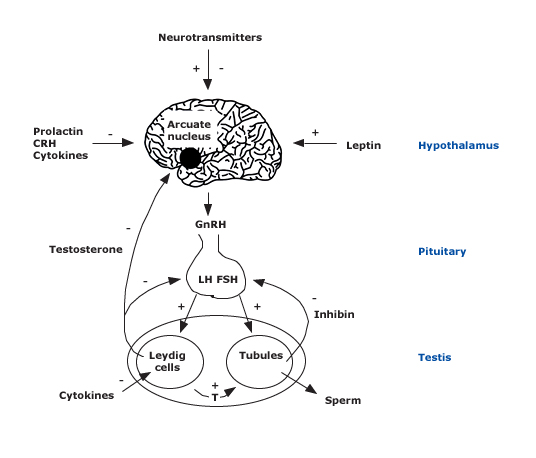 Neurotransmitters
+ -
Arcuate
nucleus
Prolactin
CRH
Cytokines
-
+
Leptin
Hypothalamus
GnRH
-
Testosterone
Pituitary
-
LH FSH
-
Inhibin
+
+
Leydig
cells
Tubules
Testis
-
Cytokines
+
T
Sperm